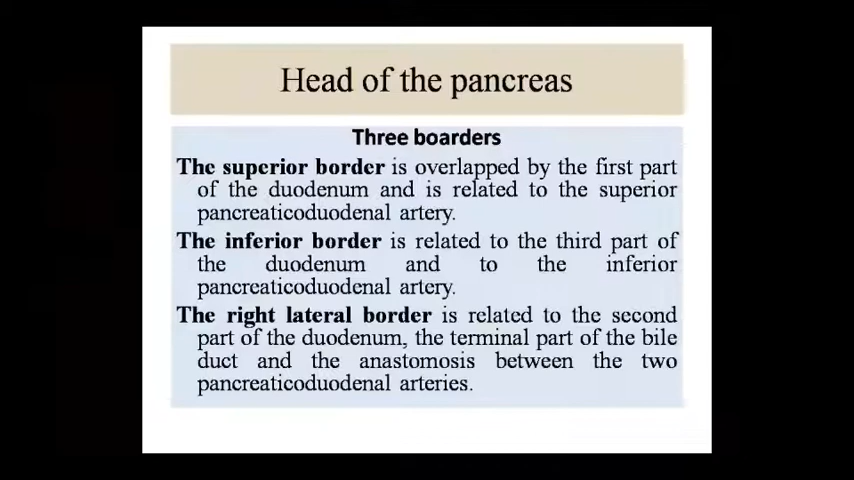 Head of the pancreas
Three boarders
The superior border is overlapped by the first part
of the duodenum and is related to the superior
pancreaticoduodenal artery.
The inferior border is related to the third part of
the duodenum and to the inferior
pancreaticoduodenal artery.
The right lateral border is related to the second
part of the duodenum, the terminal part of the bile
duct and the anastomosis between the two
pancreaticoduodenal arteries.